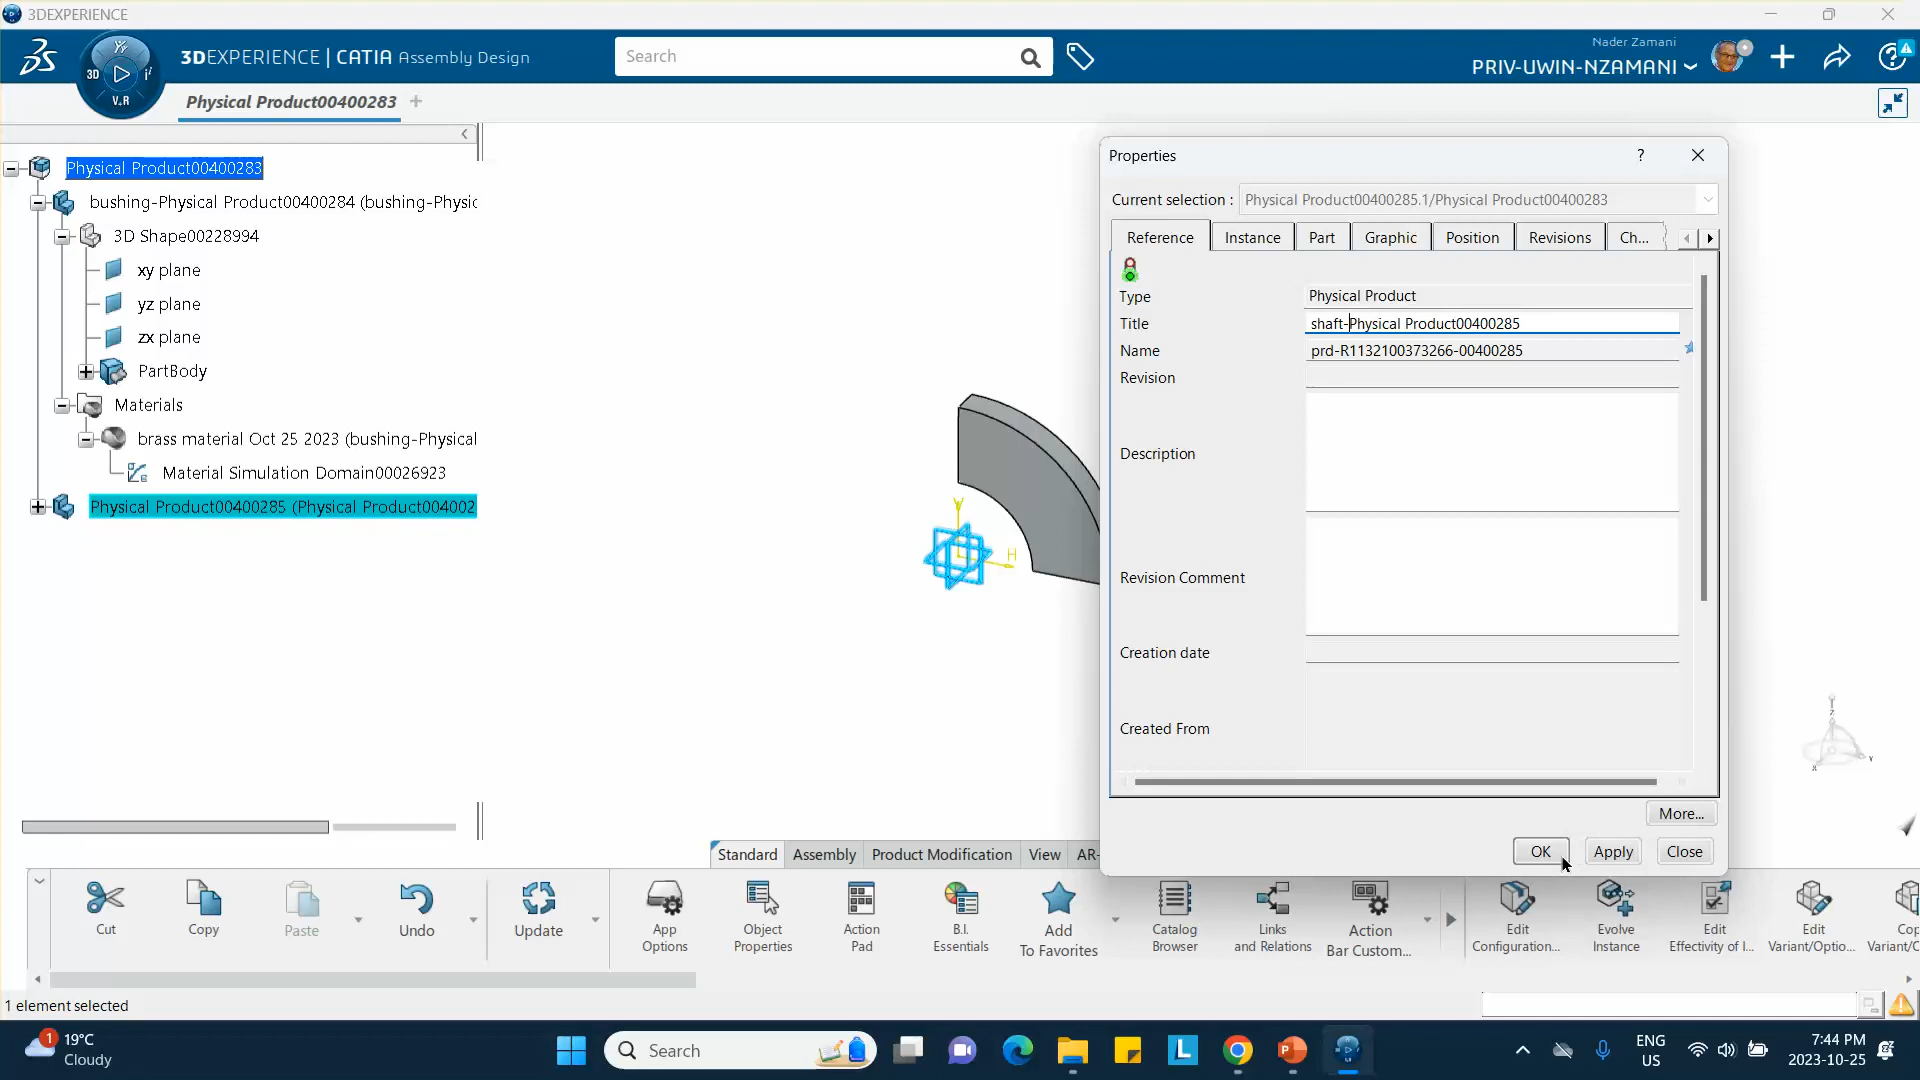 3DEXPERIENCE
3DEXPERIENCE | CATIA Assembly Design
Search
Nader Zamani
PRIV-UWIN-NZAMANI
3D
V.R
Physical Product00400283
Physical Product00400283
bushing-Physical Product00400284 (bushing-Physic
3D Shape00228994
xy plane
yz plane
zx plane
PartBody
Materials
brass material Oct 25 2023 (bushing-Physical
Material Simulation Domain00026923
Physical Product00400285 (Physical Product004002
V
H
Properties
?
Current selection :
Physical Product00400285.1/Physical Product00400283
Reference
Instance
Part
Graphic
Position
Revisions
Ch...
Type
Physical Product
Title
shaft-Physical Product00400285
Name
prd-R1132100373266-00400285
Revision
Description
Revision Comment
Creation date
Created From
More...
OK
Apply
Close
Standard
Assembly
Product Modification
View
AR-
Cut
Copy
Paste
Undo
Update
App
Options
Object
Properties
Action
Pad
B.I.
Essentials
Add
To Favorites
Catalog
Browser
Links
and Relations
Action
Bar Custom...
Edit
Configuration...
Evolve
Instance
Edit
Effectivity of I...
Edit
Variant/Optio...
Cop
Variant/C
1 element selected
1
19°C
Cloudy
Search
ENG
US
7:44 PM
2023-10-25